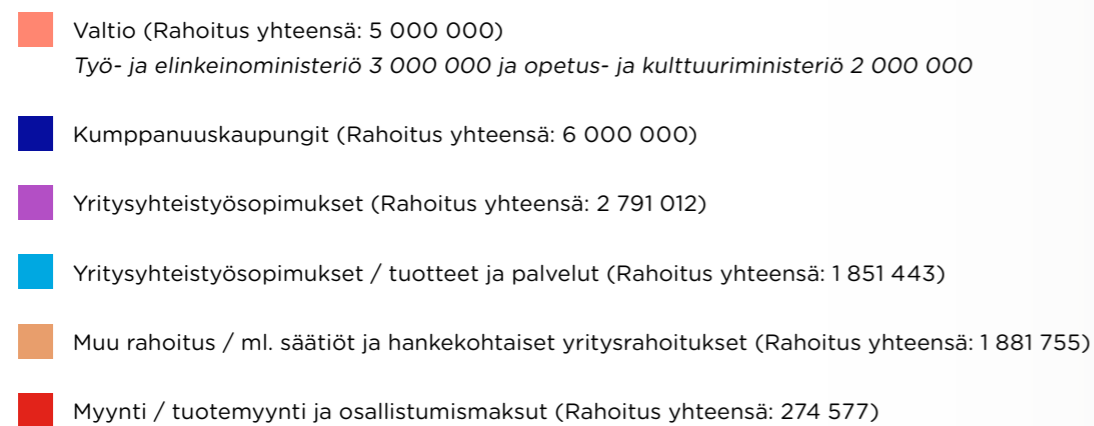 Valtio (Rahoitus yhteensä: 5 000 000)
Työ- ja elinkeinoministeriö 3 000 000 ja opetus- ja kulttuuriministeriö 2 000 000
Kumppanuuskaupungit (Rahoitus yhteensä: 6 000 000)
Yritysyhteistyösopimukset (Rahoitus yhteensä: 2 791 012)
Yritysyhteistyösopimukset / tuotteet ja palvelut (Rahoitus yhteensä: 1 851 443)
Muu rahoitus / ml. säätiöt ja hankekohtaiset yritysrahoitukset (Rahoitus yhteensä: 1 881 755)
Myynti / tuotemyynti ja osallistumismaksut (Rahoitus yhteensä: 274 577)